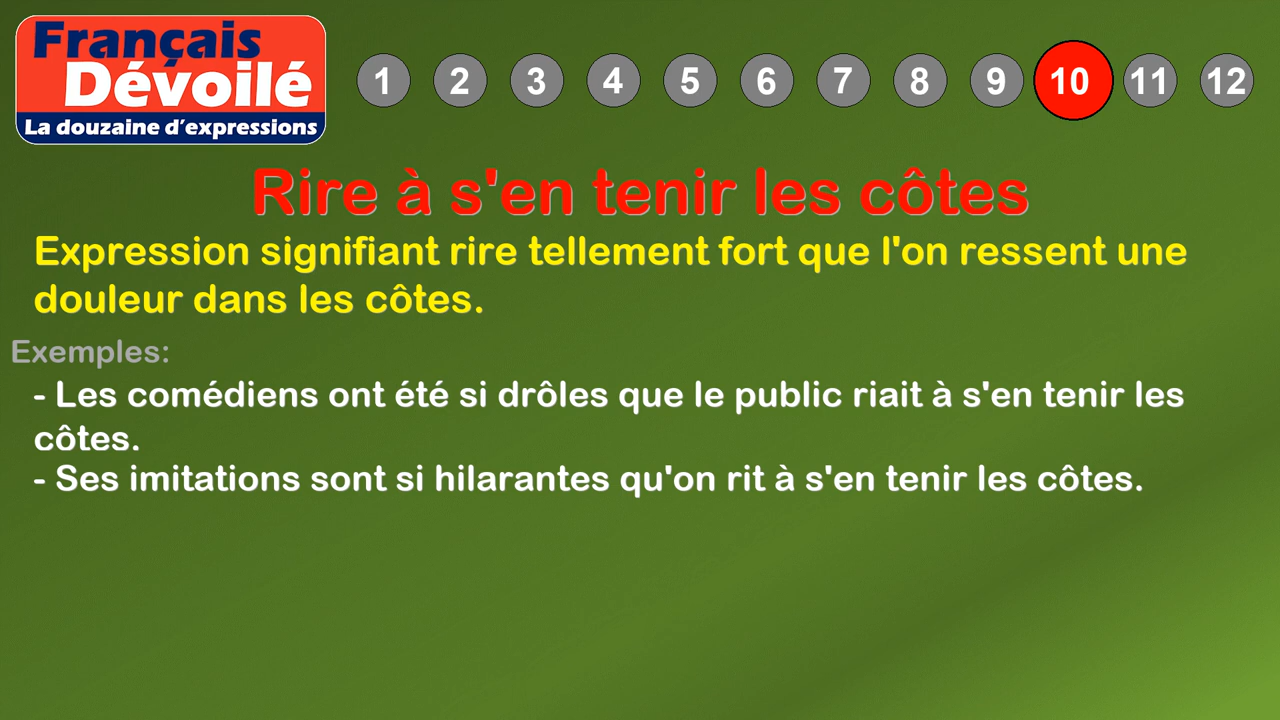 Français
Dévoilé
La douzaine d'expressions
1 2 3 4 5 6 7 8 9 10 11 12
Rire à s'en tenir les côtes
Expression signifiant rire tellement fort que l'on ressent une
douleur dans les côtes.
Exemples:
- Les comédiens ont été si drôles que le public riait à s'en tenir les
côtes.
- Ses imitations sont si hilarantes qu'on rit à s'en tenir les côtes.